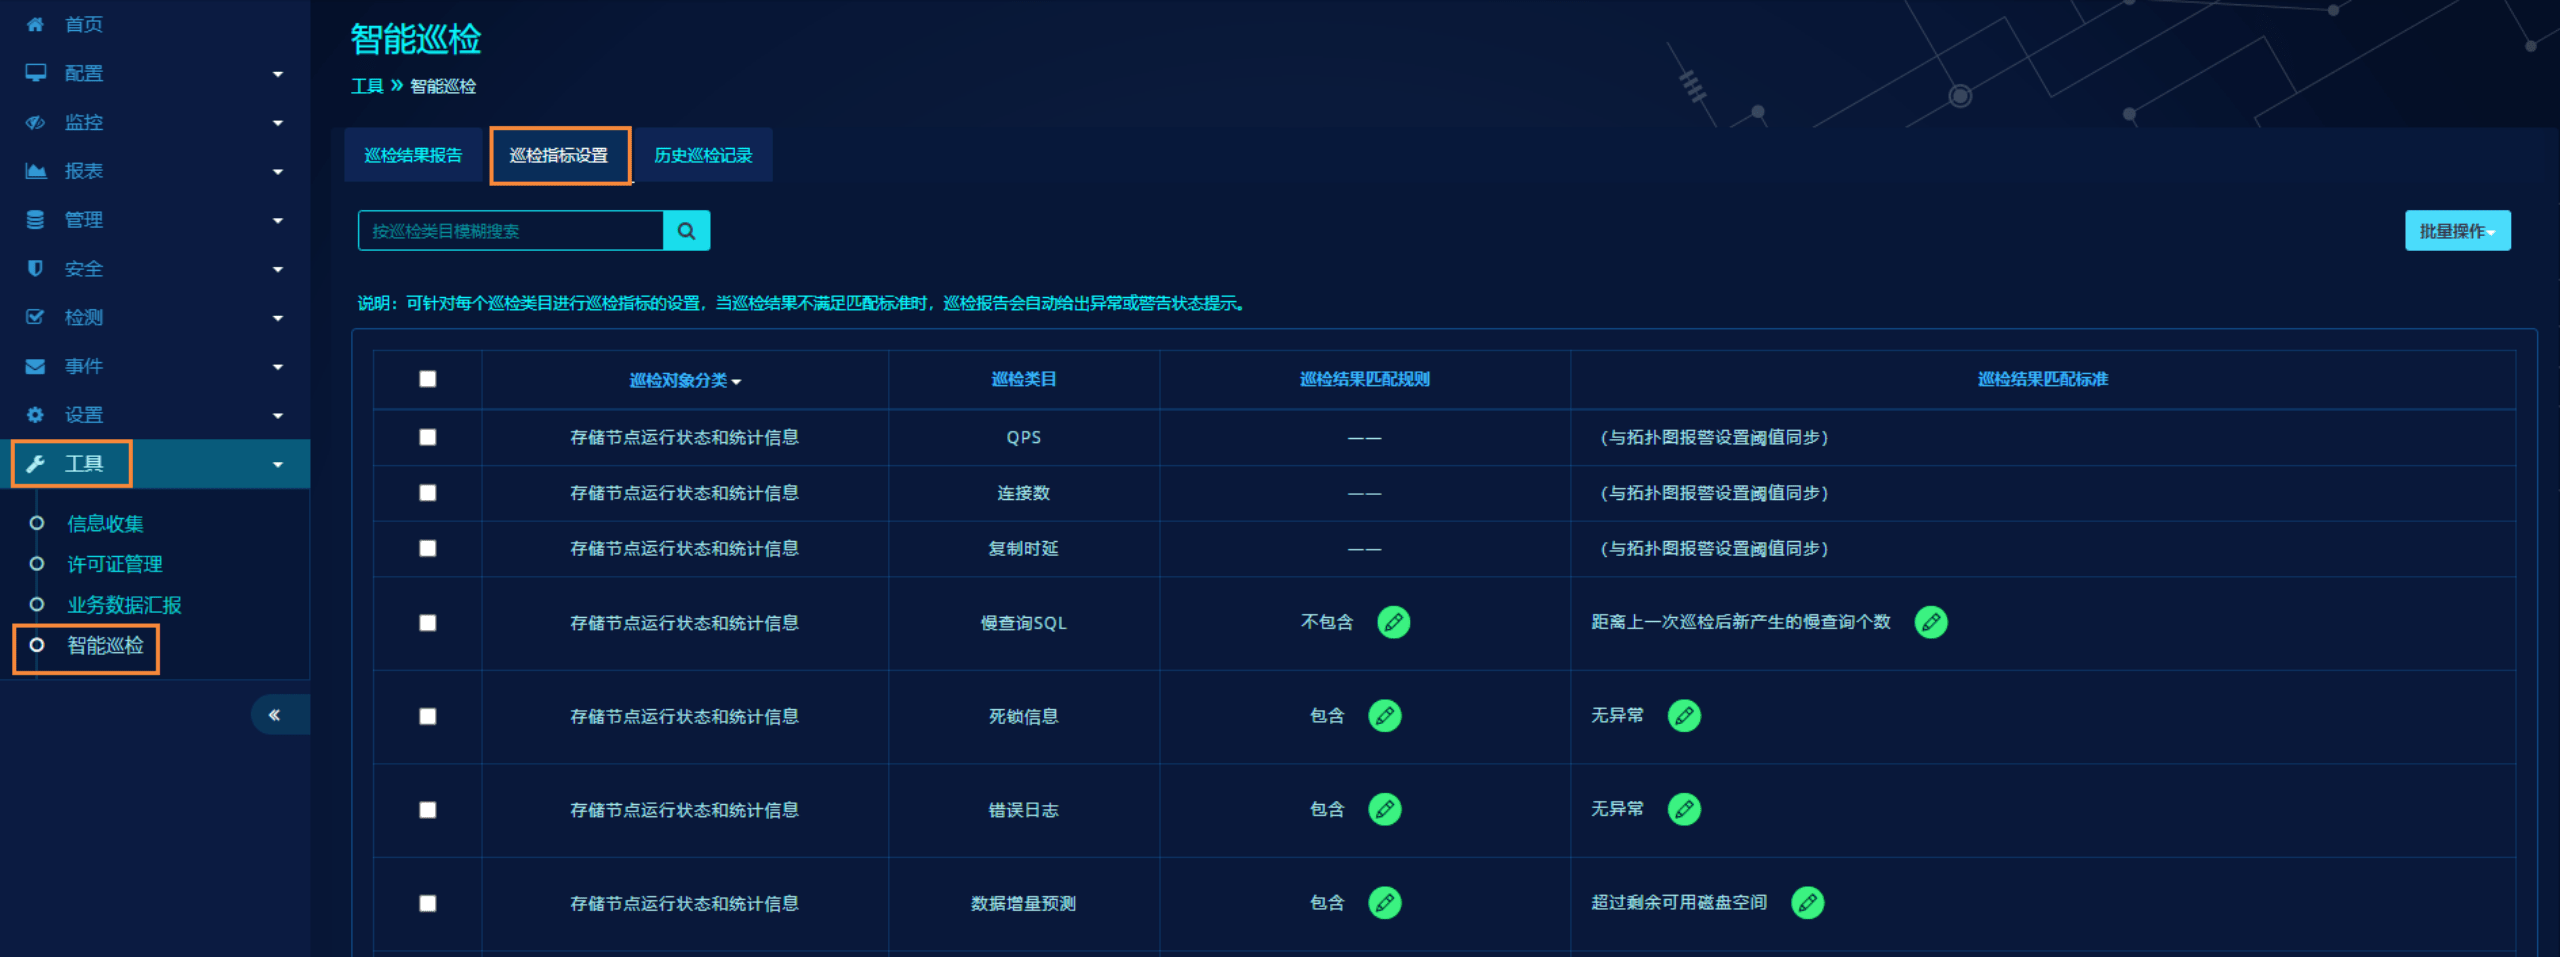 首页
配置
监控
报表
管理
安全
检测
事件
设置
工具
信息收集
许可证管理
业务数据汇报
智能巡检
智能巡检
工具 » 智能巡检
巡检结果报告 巡检指标设置 历史巡检记录
按巡检类目模糊搜索 批量操作
说明：可针对每个巡检类目进行巡检指标的设置，当巡检结果不满足匹配标准时，巡检报告会自动给出异常或警告状态提示。
巡检对象分类 巡检类目 巡检结果匹配规则 巡检结果匹配标准
存储节点运行状态和统计信息 QPS —— （与拓扑图报警设置阈值同步）
存储节点运行状态和统计信息 连接数 —— （与拓扑图报警设置阈值同步）
存储节点运行状态和统计信息 复制时延 —— （与拓扑图报警设置阈值同步）
存储节点运行状态和统计信息 慢查询SQL 不包含 距离上一次巡检后新产生的慢查询个数
存储节点运行状态和统计信息 死锁信息 包含 无异常
存储节点运行状态和统计信息 错误日志 包含 无异常
存储节点运行状态和统计信息 数据增量预测 包含 超过剩余可用磁盘空间